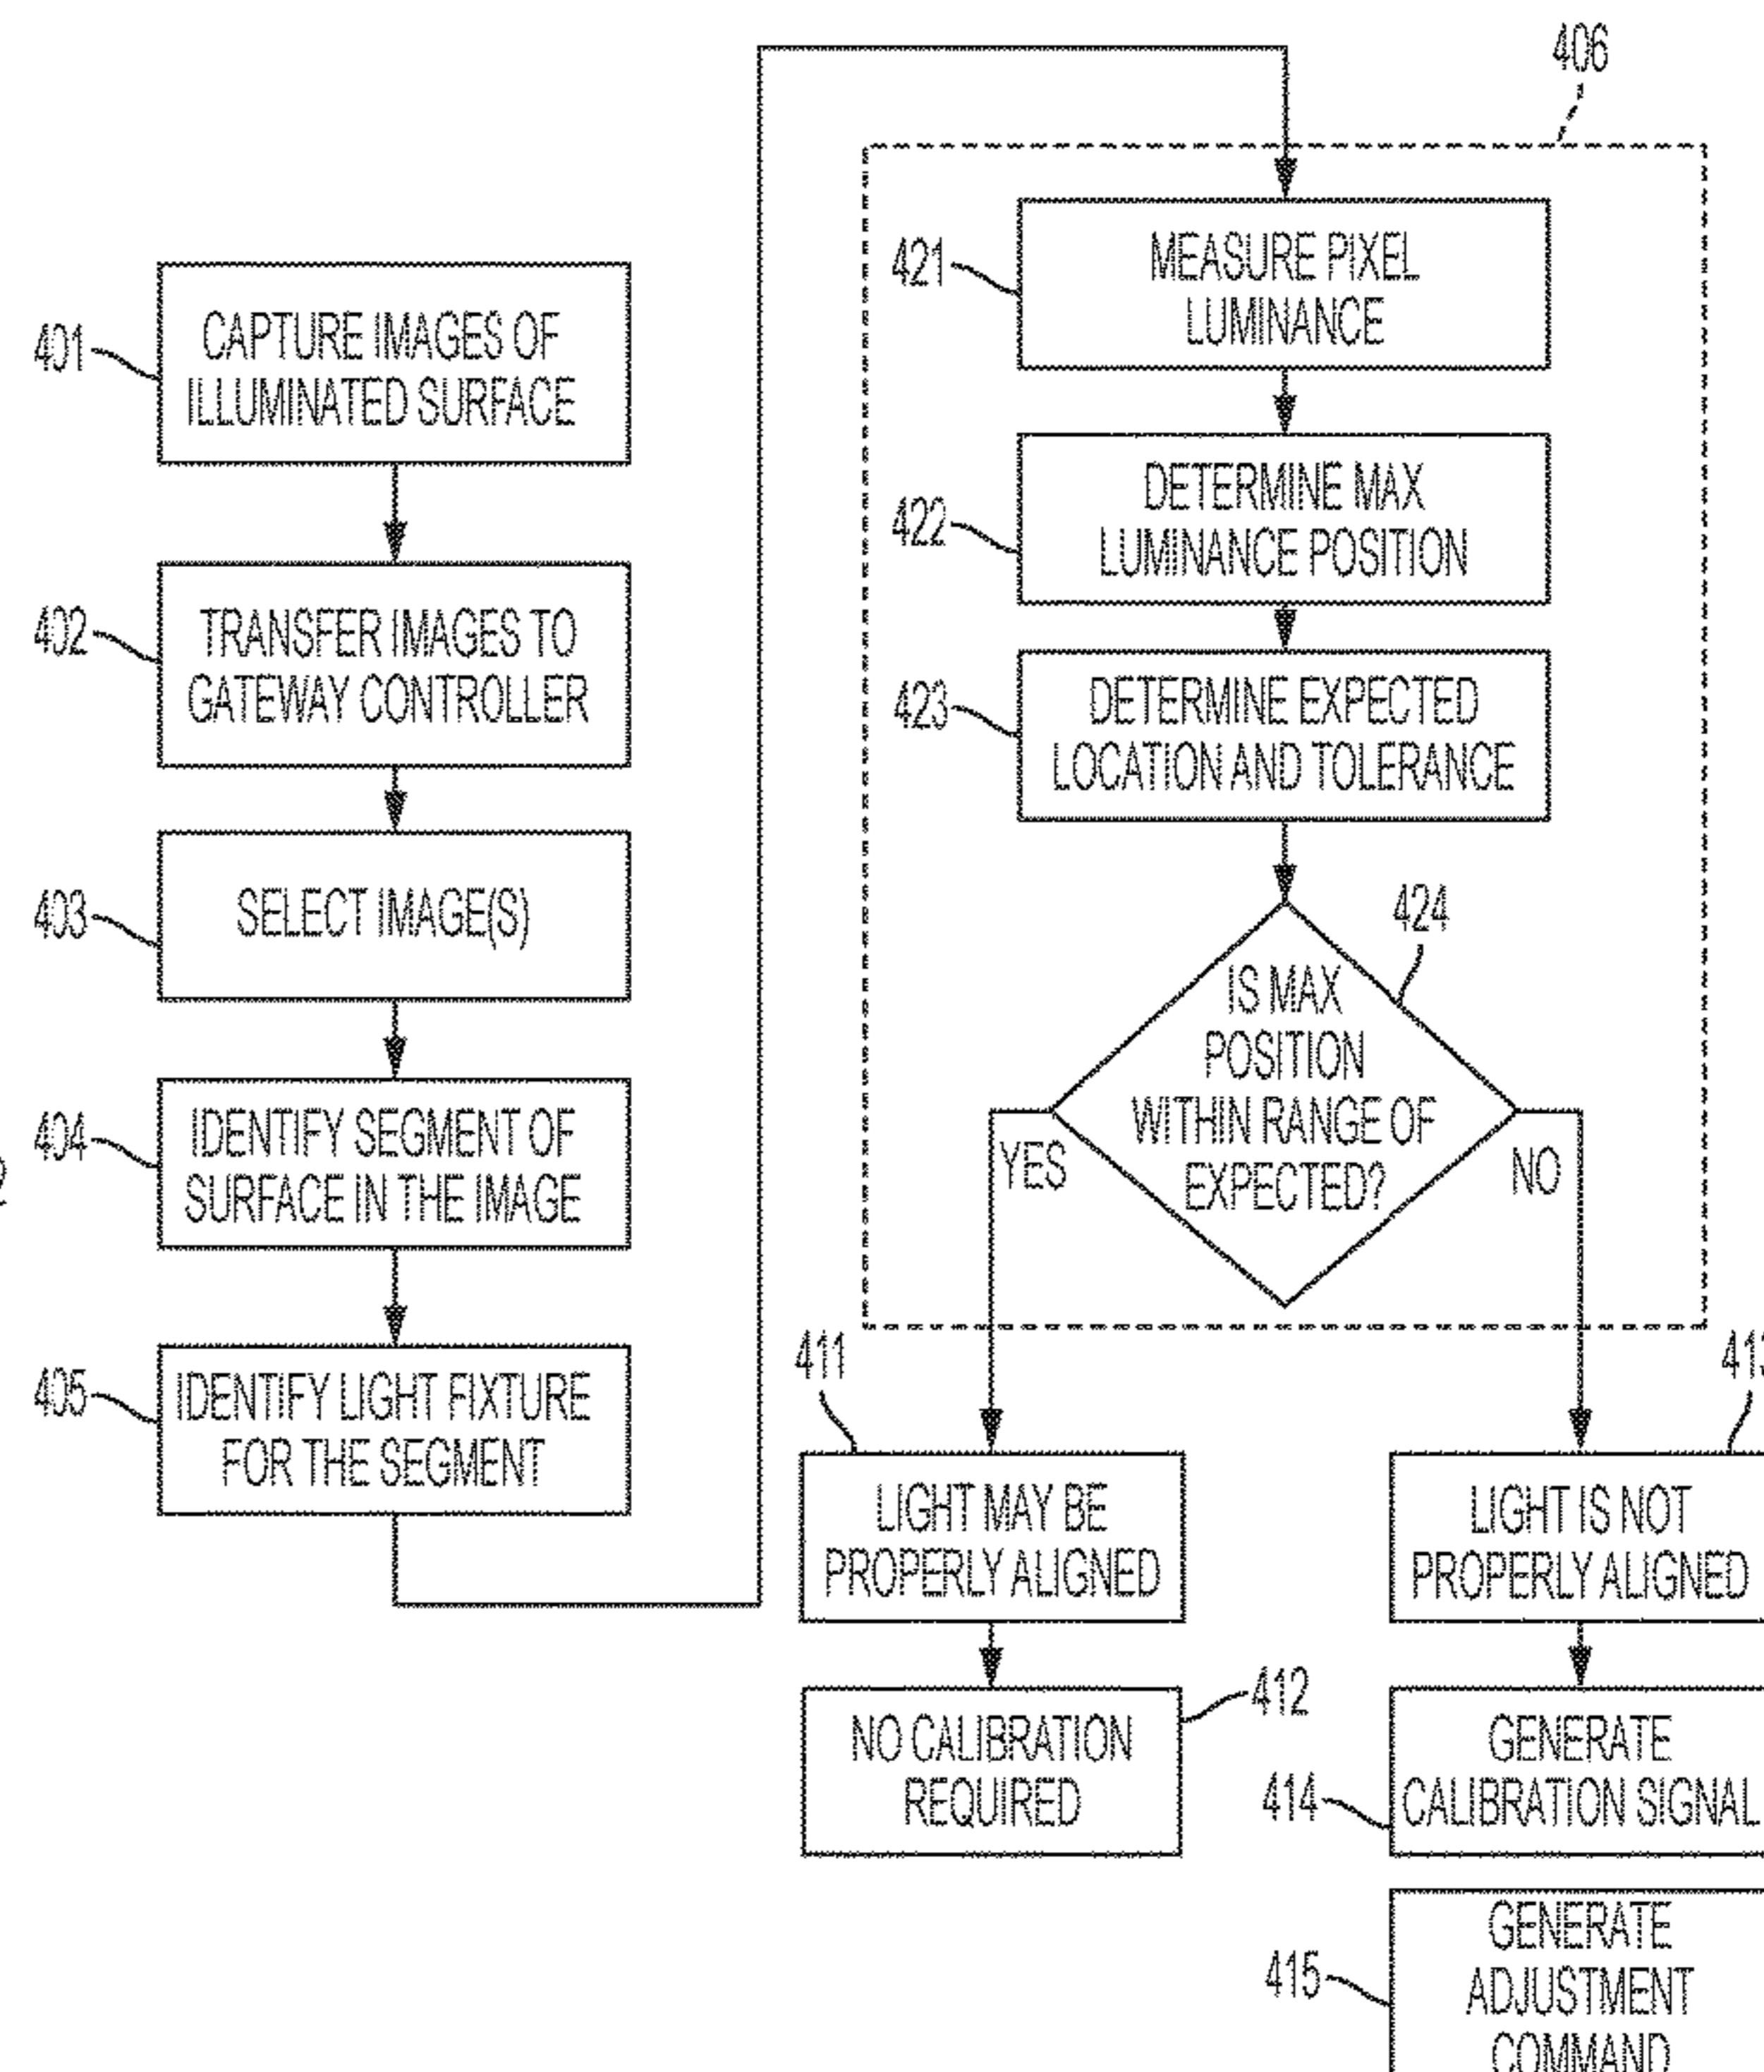 401
CAPTURE IMAGES OF
ILLUMINATED SURFACE
402
TRANSFER IMAGES TO
GATEWAY CONTROLLER
403
SELECT IMAGE(S)
404
IDENTIFY SEGMENT OF
SURFACE IN THE IMAGE
405
IDENTIFY LIGHT FIXTURE
FOR THE SEGMENT
406
421
MEASURE PIXEL
LUMINANCE
422
DETERMINE MAX
LUMINANCE POSITION
423
DETERMINE EXPECTED
LOCATION AND TOLERANCE
424
IS MAX
POSITION
WITHIN RANGE OF
EXPECTED?
YES
NO
411
LIGHT MAY BE
PROPERLY ALIGNED
412
NO CALIBRATION
REQUIRED
413
LIGHT IS NOT
PROPERLY ALIGNED
414
GENERATE
CALIBRATION SIGNAL
415
GENERATE
ADJUSTMENT
COMMAND